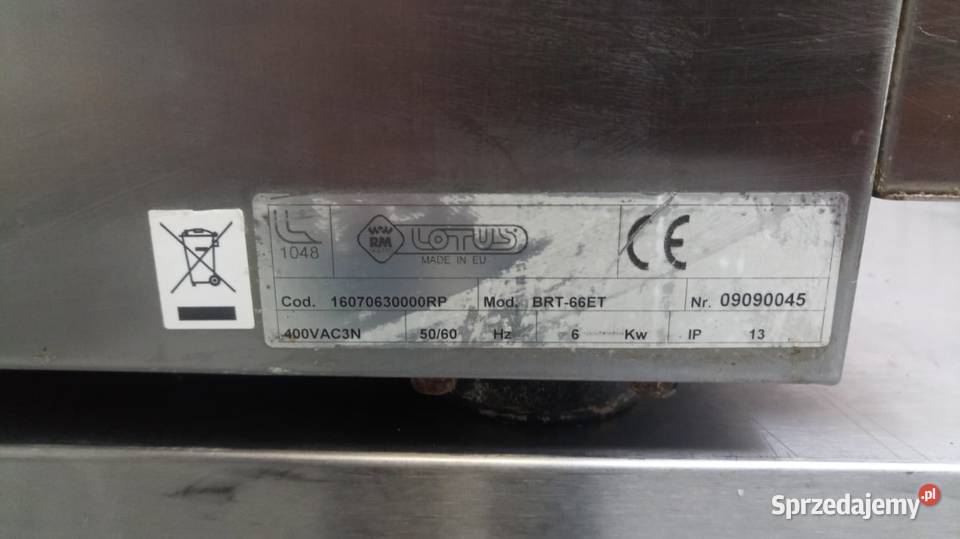 1048
WW
RM
LOTUS
MADE IN EU
CE
Cod. 16070630000RP Mod. BRT-66ET Nr. 09090045
400VAC3N 50/60 Hz 6 Kw IP 13
Sprzedajemy.pl